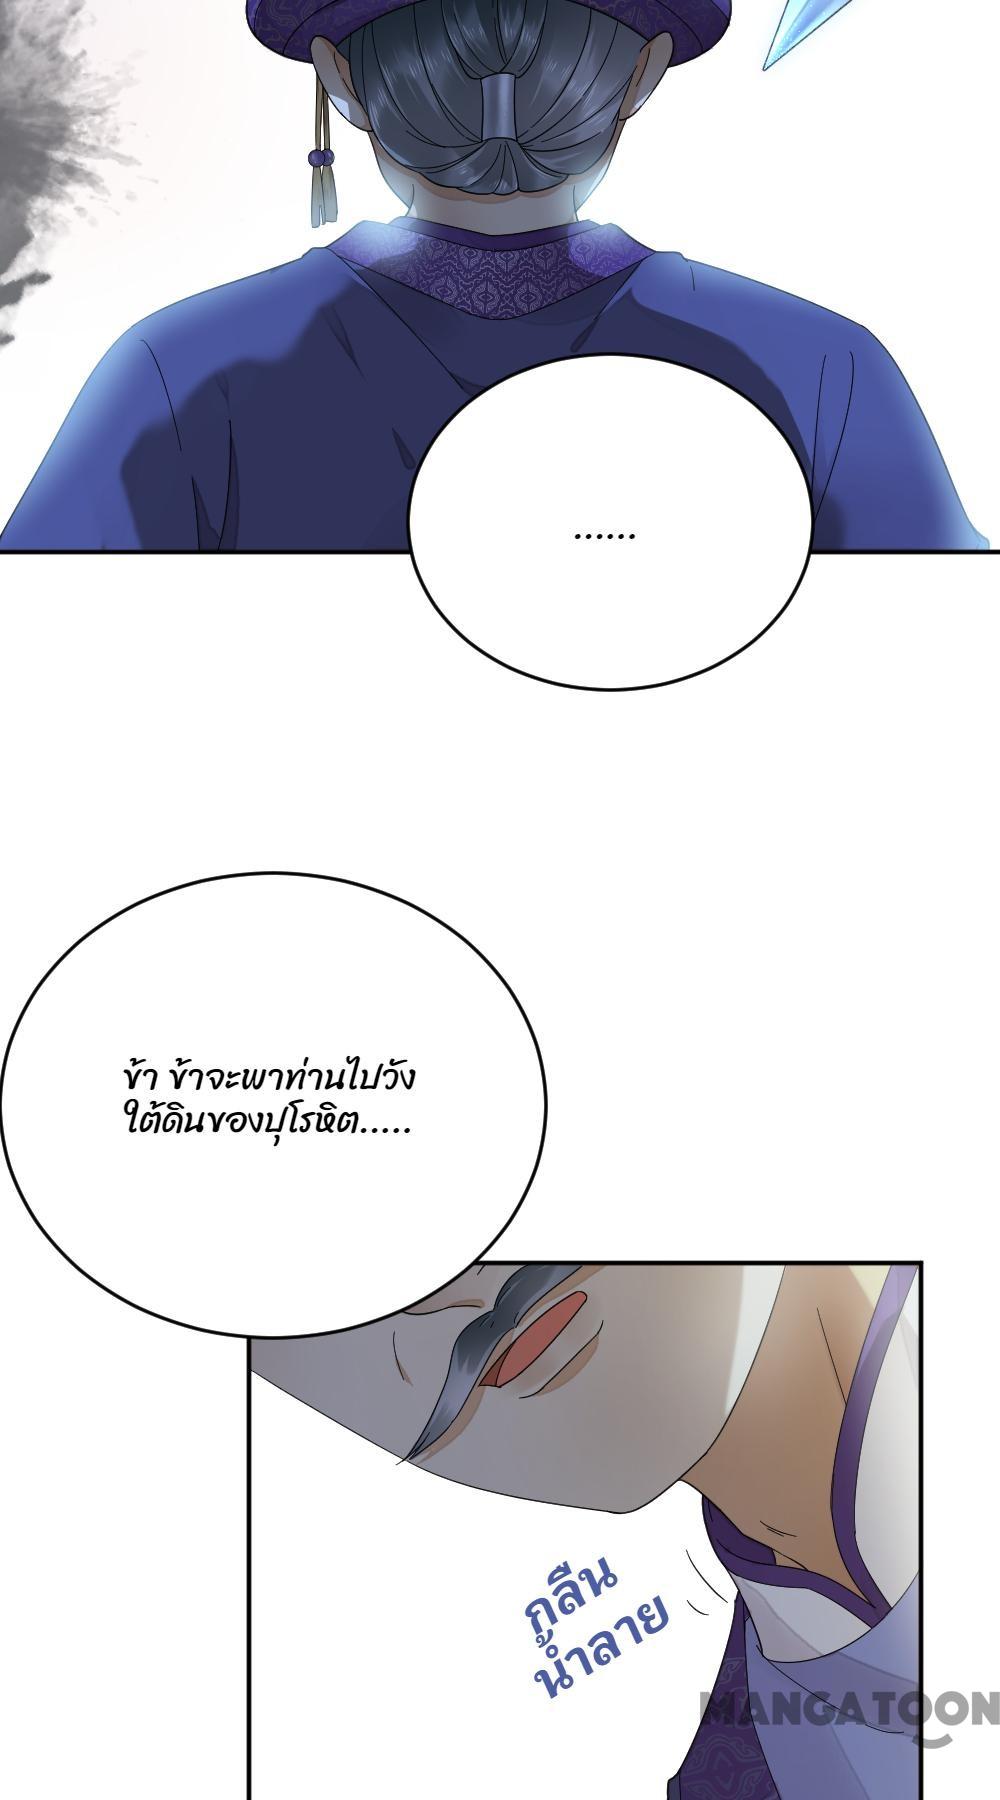 ......
ข้า ข้าจะพาท่านไปวัง
ใต้ดินของปุโรหิต.....
กลืน
น้ำลาย
MANGATOON